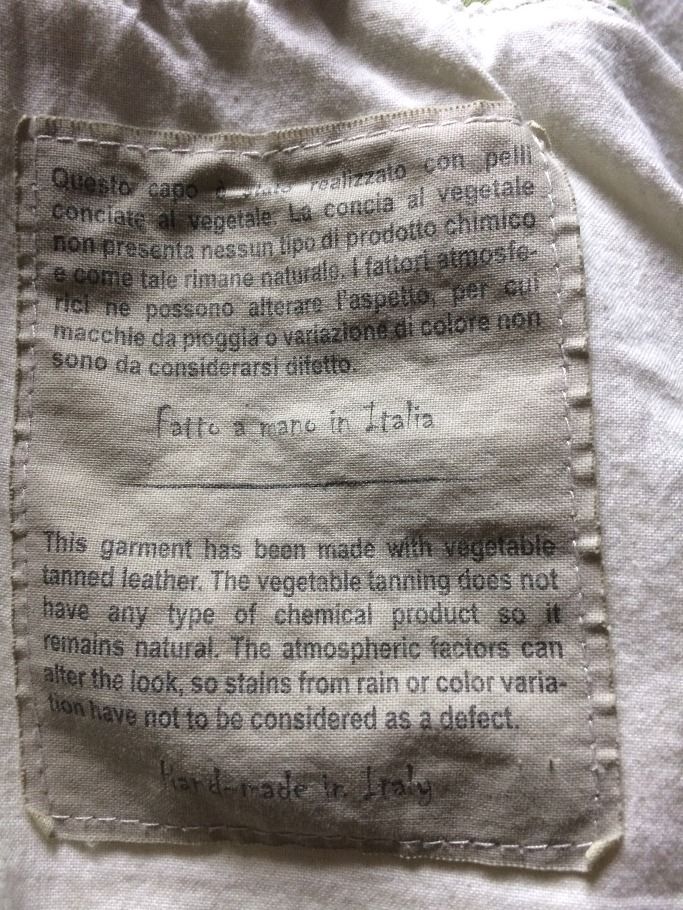 Questo capo è stato realizzato con pelli
conciate al vegetale. La concia al vegetale
non presenta nessun tipo di prodotto chimico
e come tale rimane naturale. I fattori atmosfe-
rici ne possono alterare l'aspetto, per cui
macchie da pioggia o variazione di colore non
sono da considerarsi difetto.
Fatto a mano in Italia
This garment has been made with vegetable
tanned leather. The vegetable tanning does not
have any type of chemical product so it
remains natural. The atmospheric factors can
alter the look, so stains from rain or color varia-
tion have not to be considered as a defect.
Hand-made in Italy